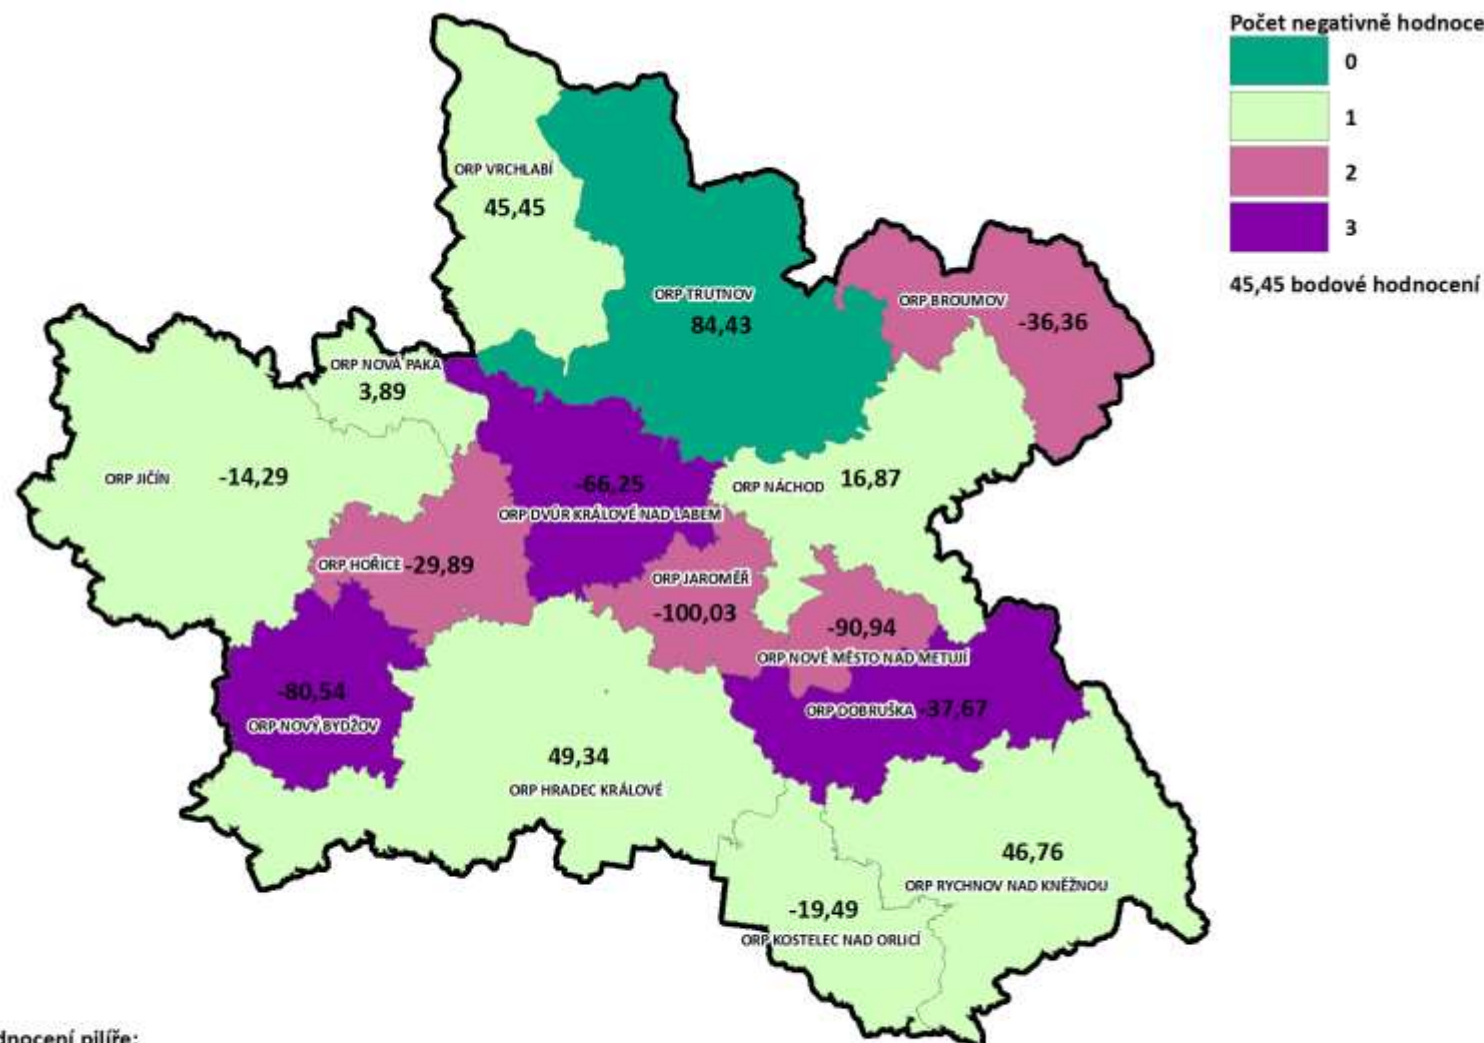 Počet negativně hodnoce
0
1
2
3
45,45 bodové hodnocení
ORP VRCHLABÍ
45,45
ORP TRUTNOV
84,43
ORP BROUMOV
-36,36
ORP NOVÁ PAKA
3,89
ORP JIČÍN
-14,29
-66,25
ORP DVŮR KRÁLOVÉ NAD LABEM
ORP NÁCHOD
16,87
ORP HOŘICE
-29,89
ORP JAROMĚŘ
-100,03
-90,94
ORP NOVÉ MĚSTO NAD METUJÍ
-80,54
ORP NOVÝ BYDŽOV
ORP DOBRUŠKA
-37,67
49,34
ORP HRADEC KRÁLOVÉ
46,76
ORP RYCHNOV NAD KNĚŽNOU
-19,49
ORP KOSTELEC NAD ORLICÍ
dnocení pilíře: